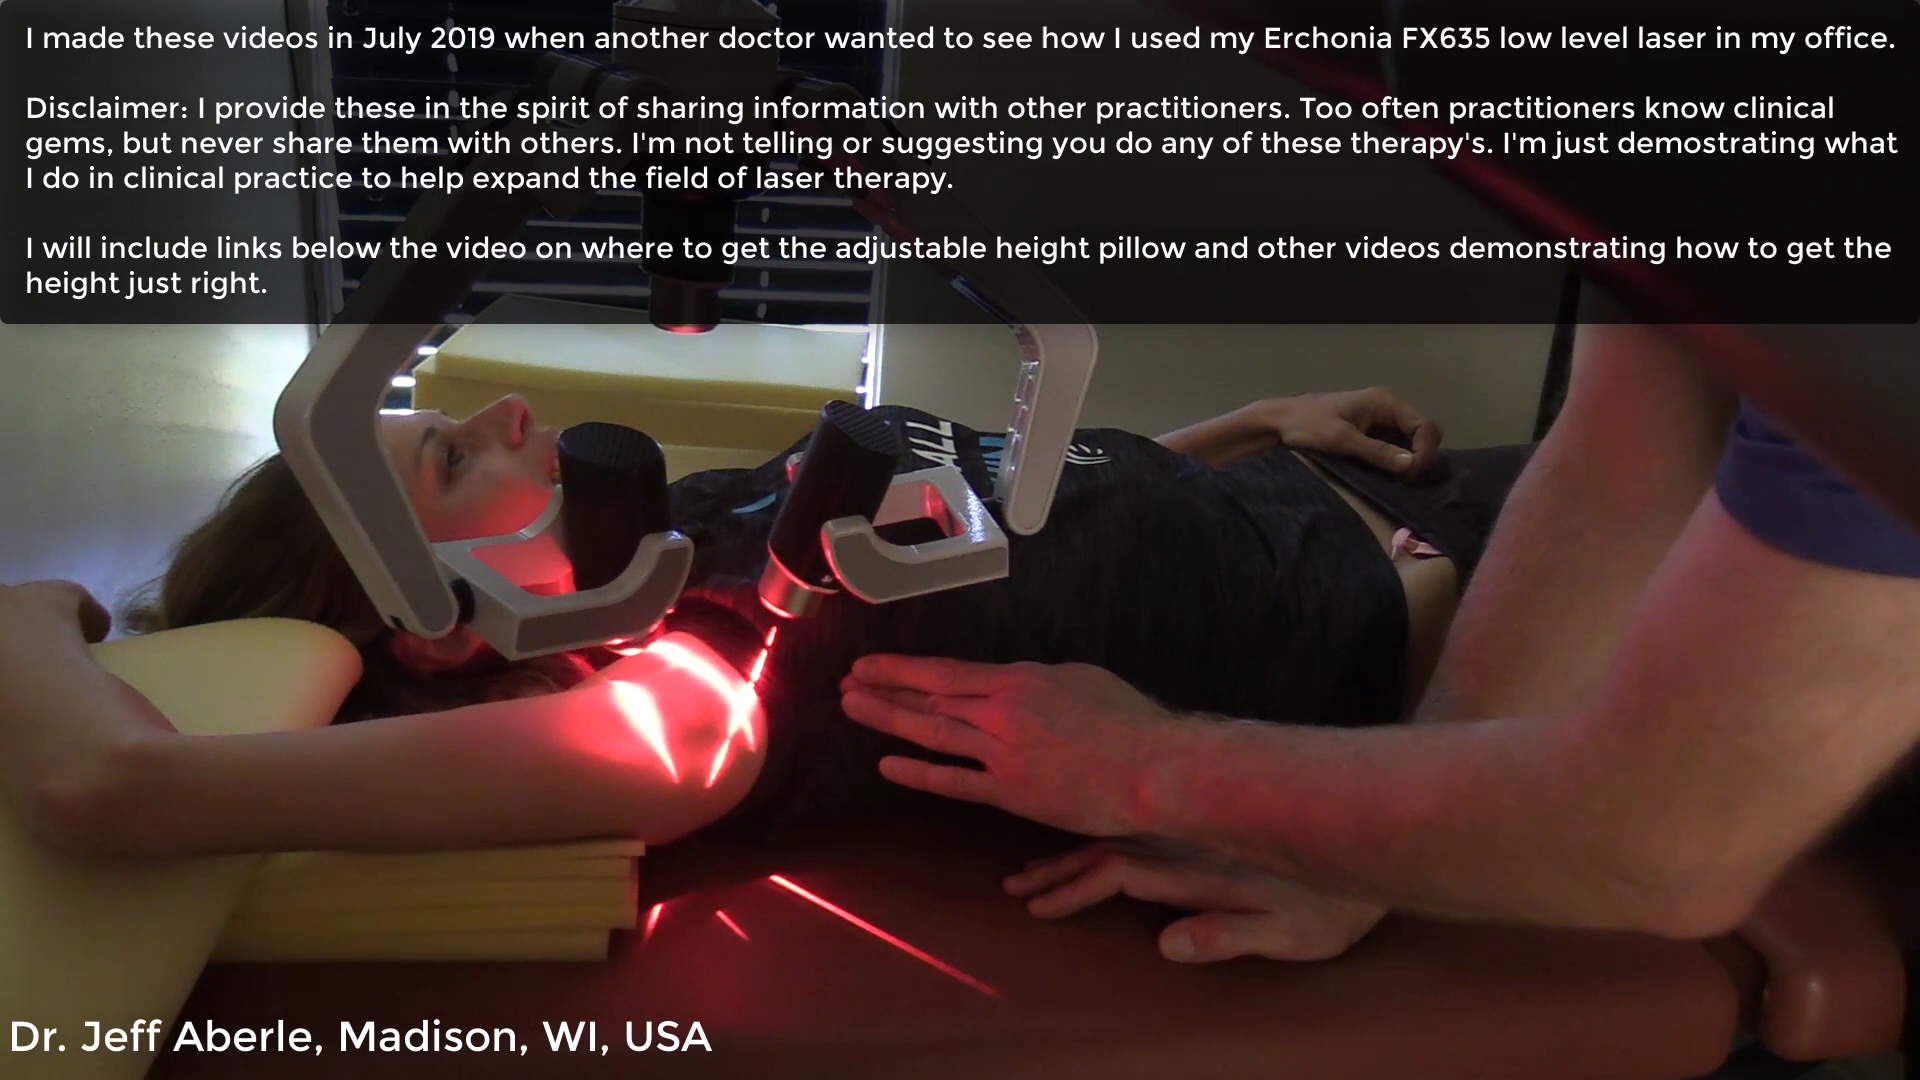 I made these videos in July 2019 when another doctor wanted to see how I used my Erchonia FX635 low level laser in my office.
Disclaimer: I provide these in the spirit of sharing information with other practitioners. Too often practitioners know clinical
gems, but never share them with others. I'm not telling or suggesting you do any of these therapy's. I'm just demostrating what
I do in clinical practice to help expand the field of laser therapy.
I will include links below the video on where to get the adjustable height pillow and other videos demonstrating how to get the
height just right.
ALL
Dr. Jeff Aberle, Madison, WI, USA